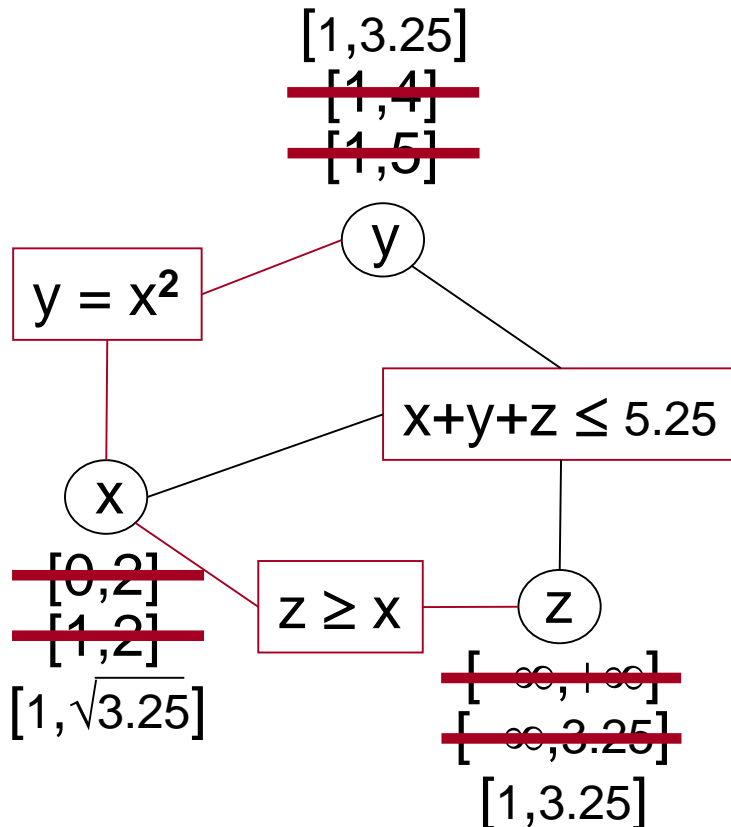 [1,3.25]
[1,4]
[1,5]
y
y = x²
x+y+z ≤ 5.25
x
[0,2]
z ≥ x
z
[1,2]
[-∞,+∞]
[1,√3.25]
[-∞,3.25]
[1,3.25]